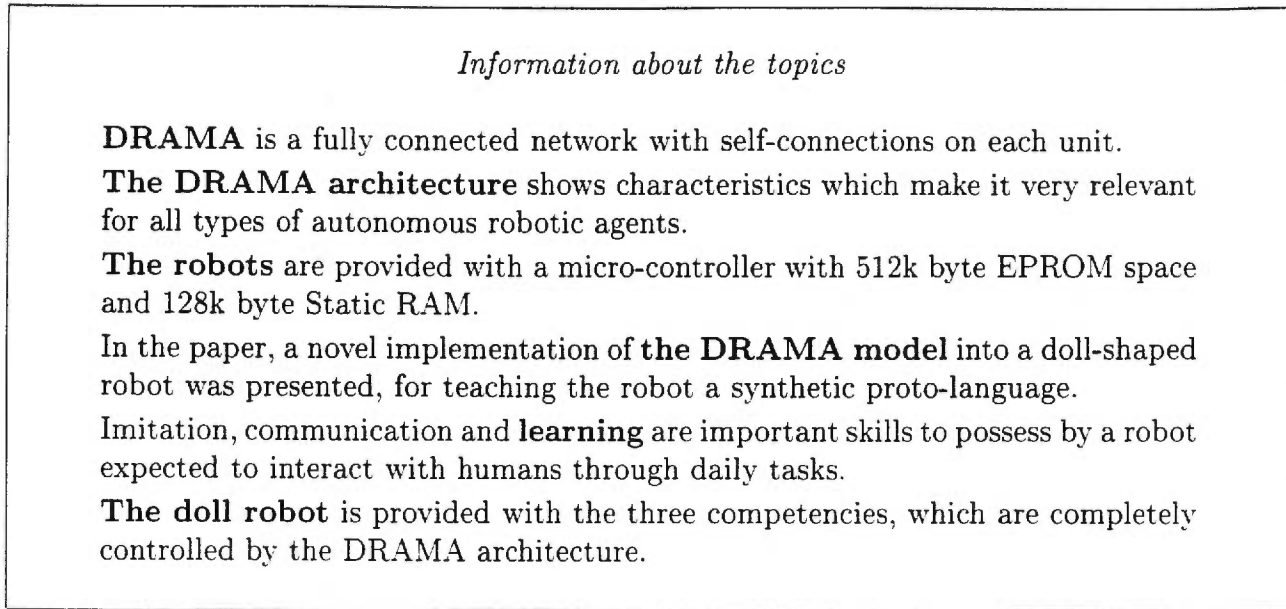 Information about the topics
DRAMA is a fully connected network with self-connections on each unit.
The DRAMA architecture shows characteristics which make it very relevant
for all types of autonomous robotic agents.
The robots are provided with a micro-controller with 512k byte EPROM space
and 128k byte Static RAM.
In the paper, a novel implementation of the DRAMA model into a doll-shaped
robot was presented, for teaching the robot a synthetic proto-language.
Imitation, communication and learning are important skills to possess by a robot
expected to interact with humans through daily tasks.
The doll robot is provided with the three competencies, which are completely
controlled by the DRAMA architecture.